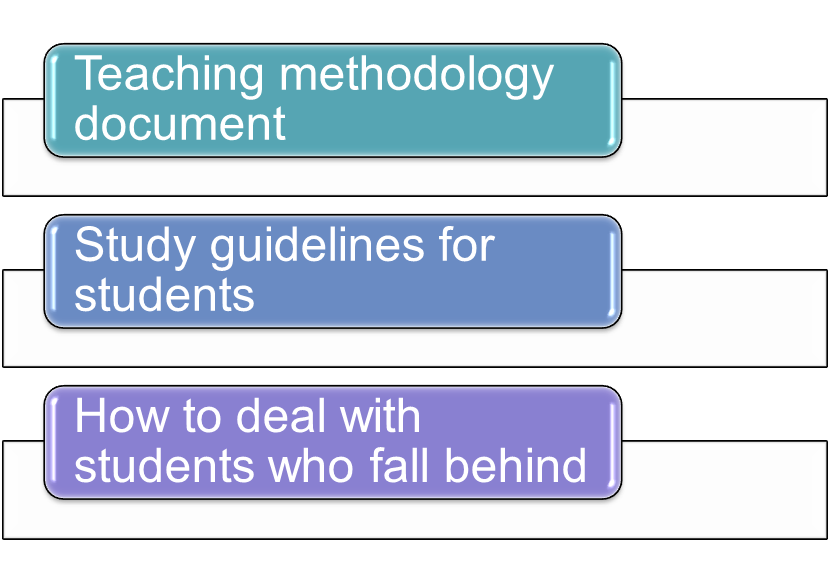 Teaching methodology
document
Study guidelines for
students
How to deal with
students who fall behind